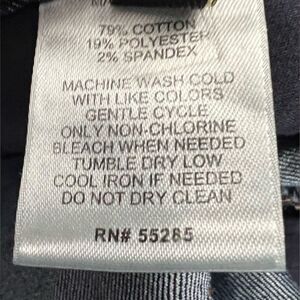 79% COTTON
19% POLYESTER
2% SPANDEX
MACHINE WASH COLD
WITH LIKE COLORS
GENTLE CYCLE
ONLY NON-CHLORINE
BLEACH WHEN NEEDED
TUMBLE DRY LOW
COOL IRON IF NEEDED
DO NOT DRY CLEAN
RN# 55285